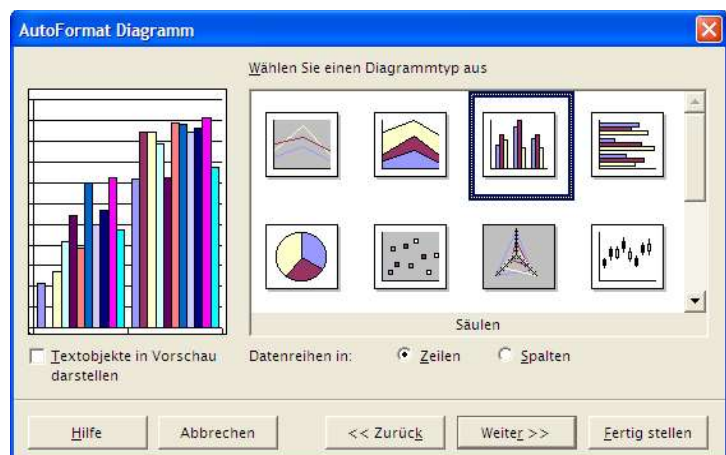 AutoFormat Diagramm
Wählen Sie einen Diagrammtyp aus
Säulen
Textobjekte in Vorschau
darstellen
Datenreihen in:
Zeilen
Spalten
Hilfe
Abbrechen
<< Zurück
Weiter >>
Fertig stellen